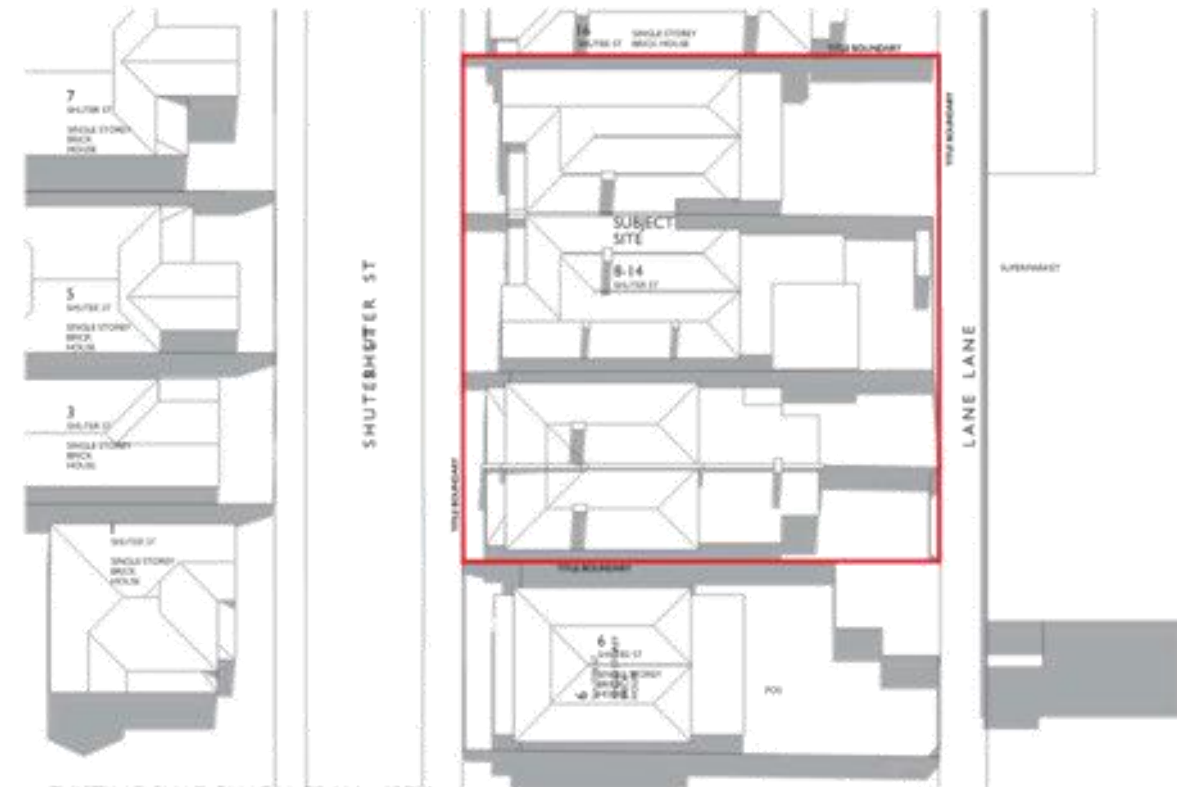 16
SHUTER ST
SINGLE STOREY
BRICK HOUSE
TITLE BOUNDARY
7
SHUTER ST
SINGLE STOREY
BRICK
HOUSE
TITLE BOUNDARY
SUBJECT
SITE
8-14
SHUTER ST
SUPERMARKET
5
SHUTER ST
SINGLE STOREY
BRICK
HOUSE
LANE LANE
3
SHUTER ST
SINGLE STOREY
BRICK
HOUSE
TITLE BOUNDARY
1
SHUTER ST
SINGLE STOREY
BRICK
HOUSE
TITLE BOUNDARY
6
SHUTER ST
POS